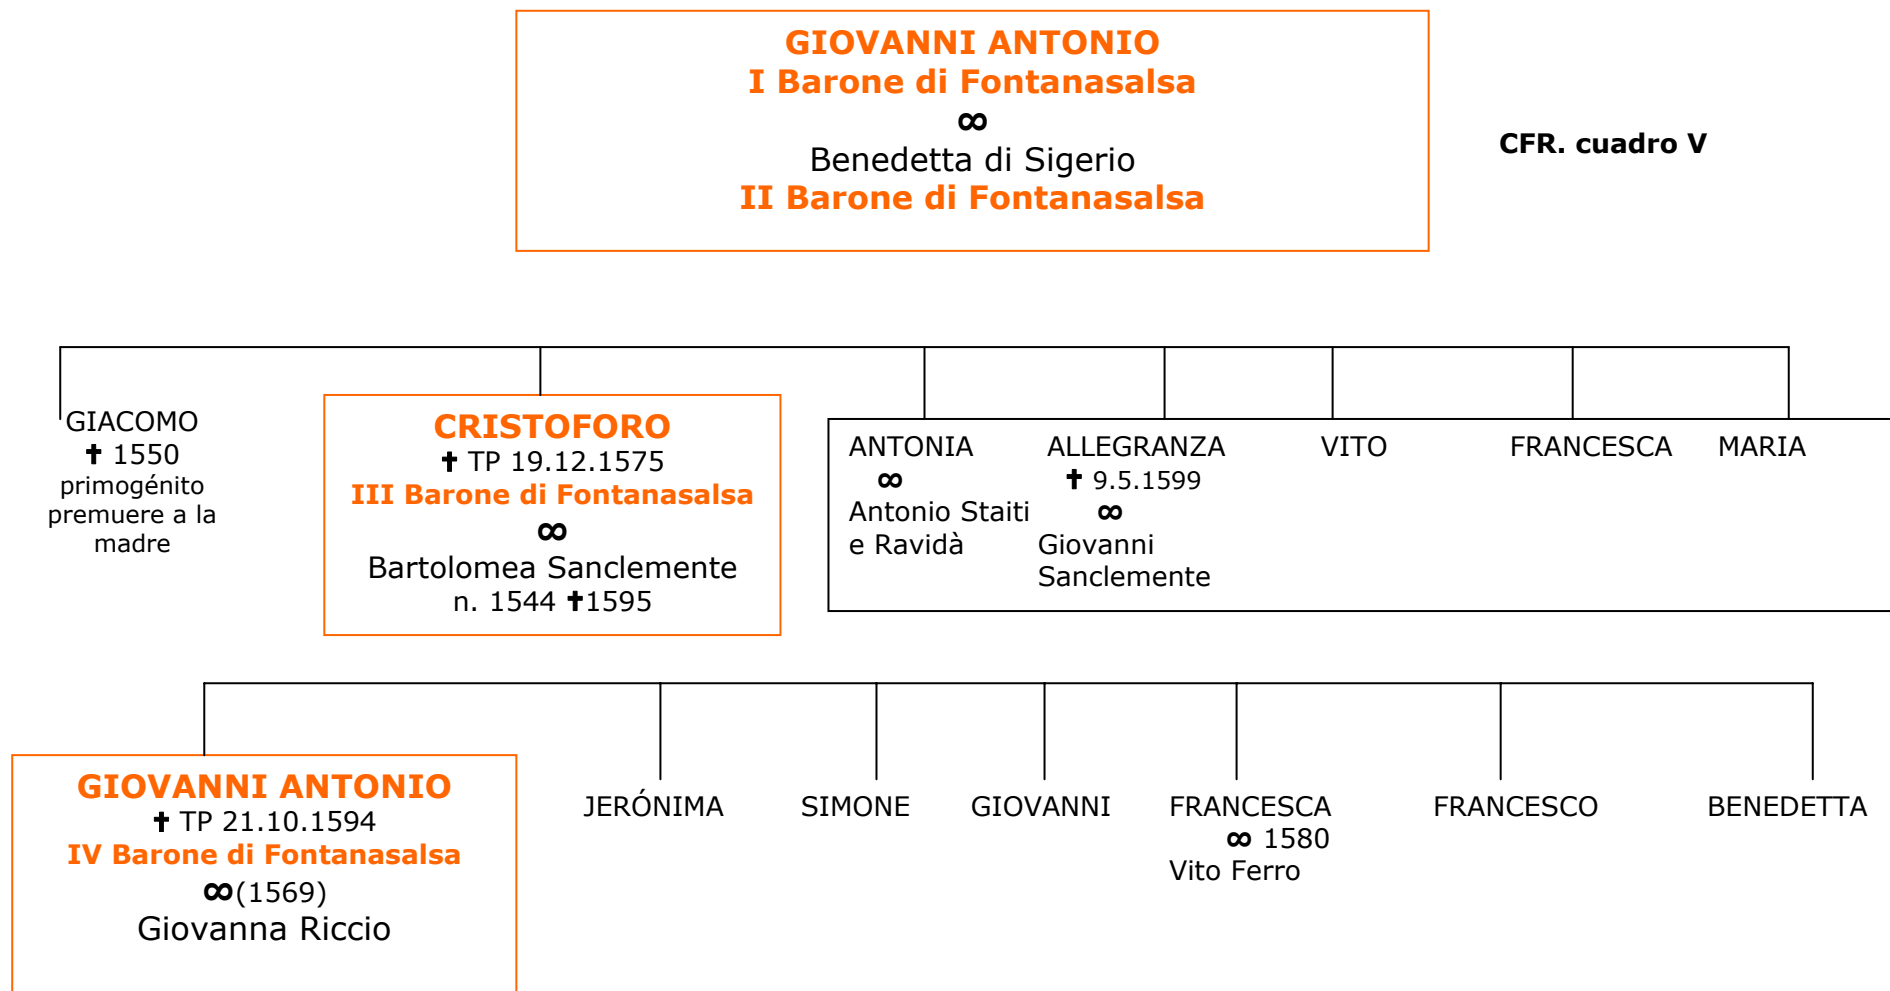 GIOVANNI ANTONIO
I Barone di Fontanasalsa
∞
Benedetta di Sigerio
II Barone di Fontanasalsa
CFR. cuadro V
GIACOMO
✝ 1550
primogénito
premuere a la
madre
CRISTOFORO
✝ TP 19.12.1575
III Barone di Fontanasalsa
∞
Bartolomea Sanclemente
n. 1544 ✝1595
ANTONIA
∞
Antonio Staiti
e Ravidà
ALLEGRANZA
✝ 9.5.1599
∞
Giovanni
Sanclemente
VITO
FRANCESCA
MARIA
GIOVANNI ANTONIO
✝ TP 21.10.1594
IV Barone di Fontanasalsa
∞(1569)
Giovanna Riccio
JERÓNIMA
SIMONE
GIOVANNI
FRANCESCA
∞ 1580
Vito Ferro
FRANCESCO
BENEDETTA